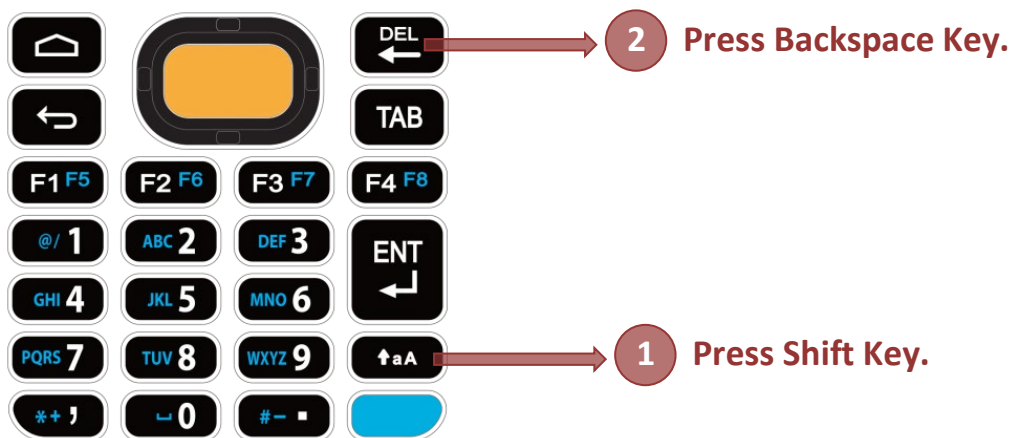 DEL
2 Press Backspace Key.
TAB
F1 F5 F2 F6 F3 F7 F4 F8
@/ 1 ABC 2 DEF 3 ENT
GHI 4 JKL 5 MNO 6
PQRS 7 TUV 8 WXYZ 9 aA 1 Press Shift Key.
*+ , ⎵ 0 #- .